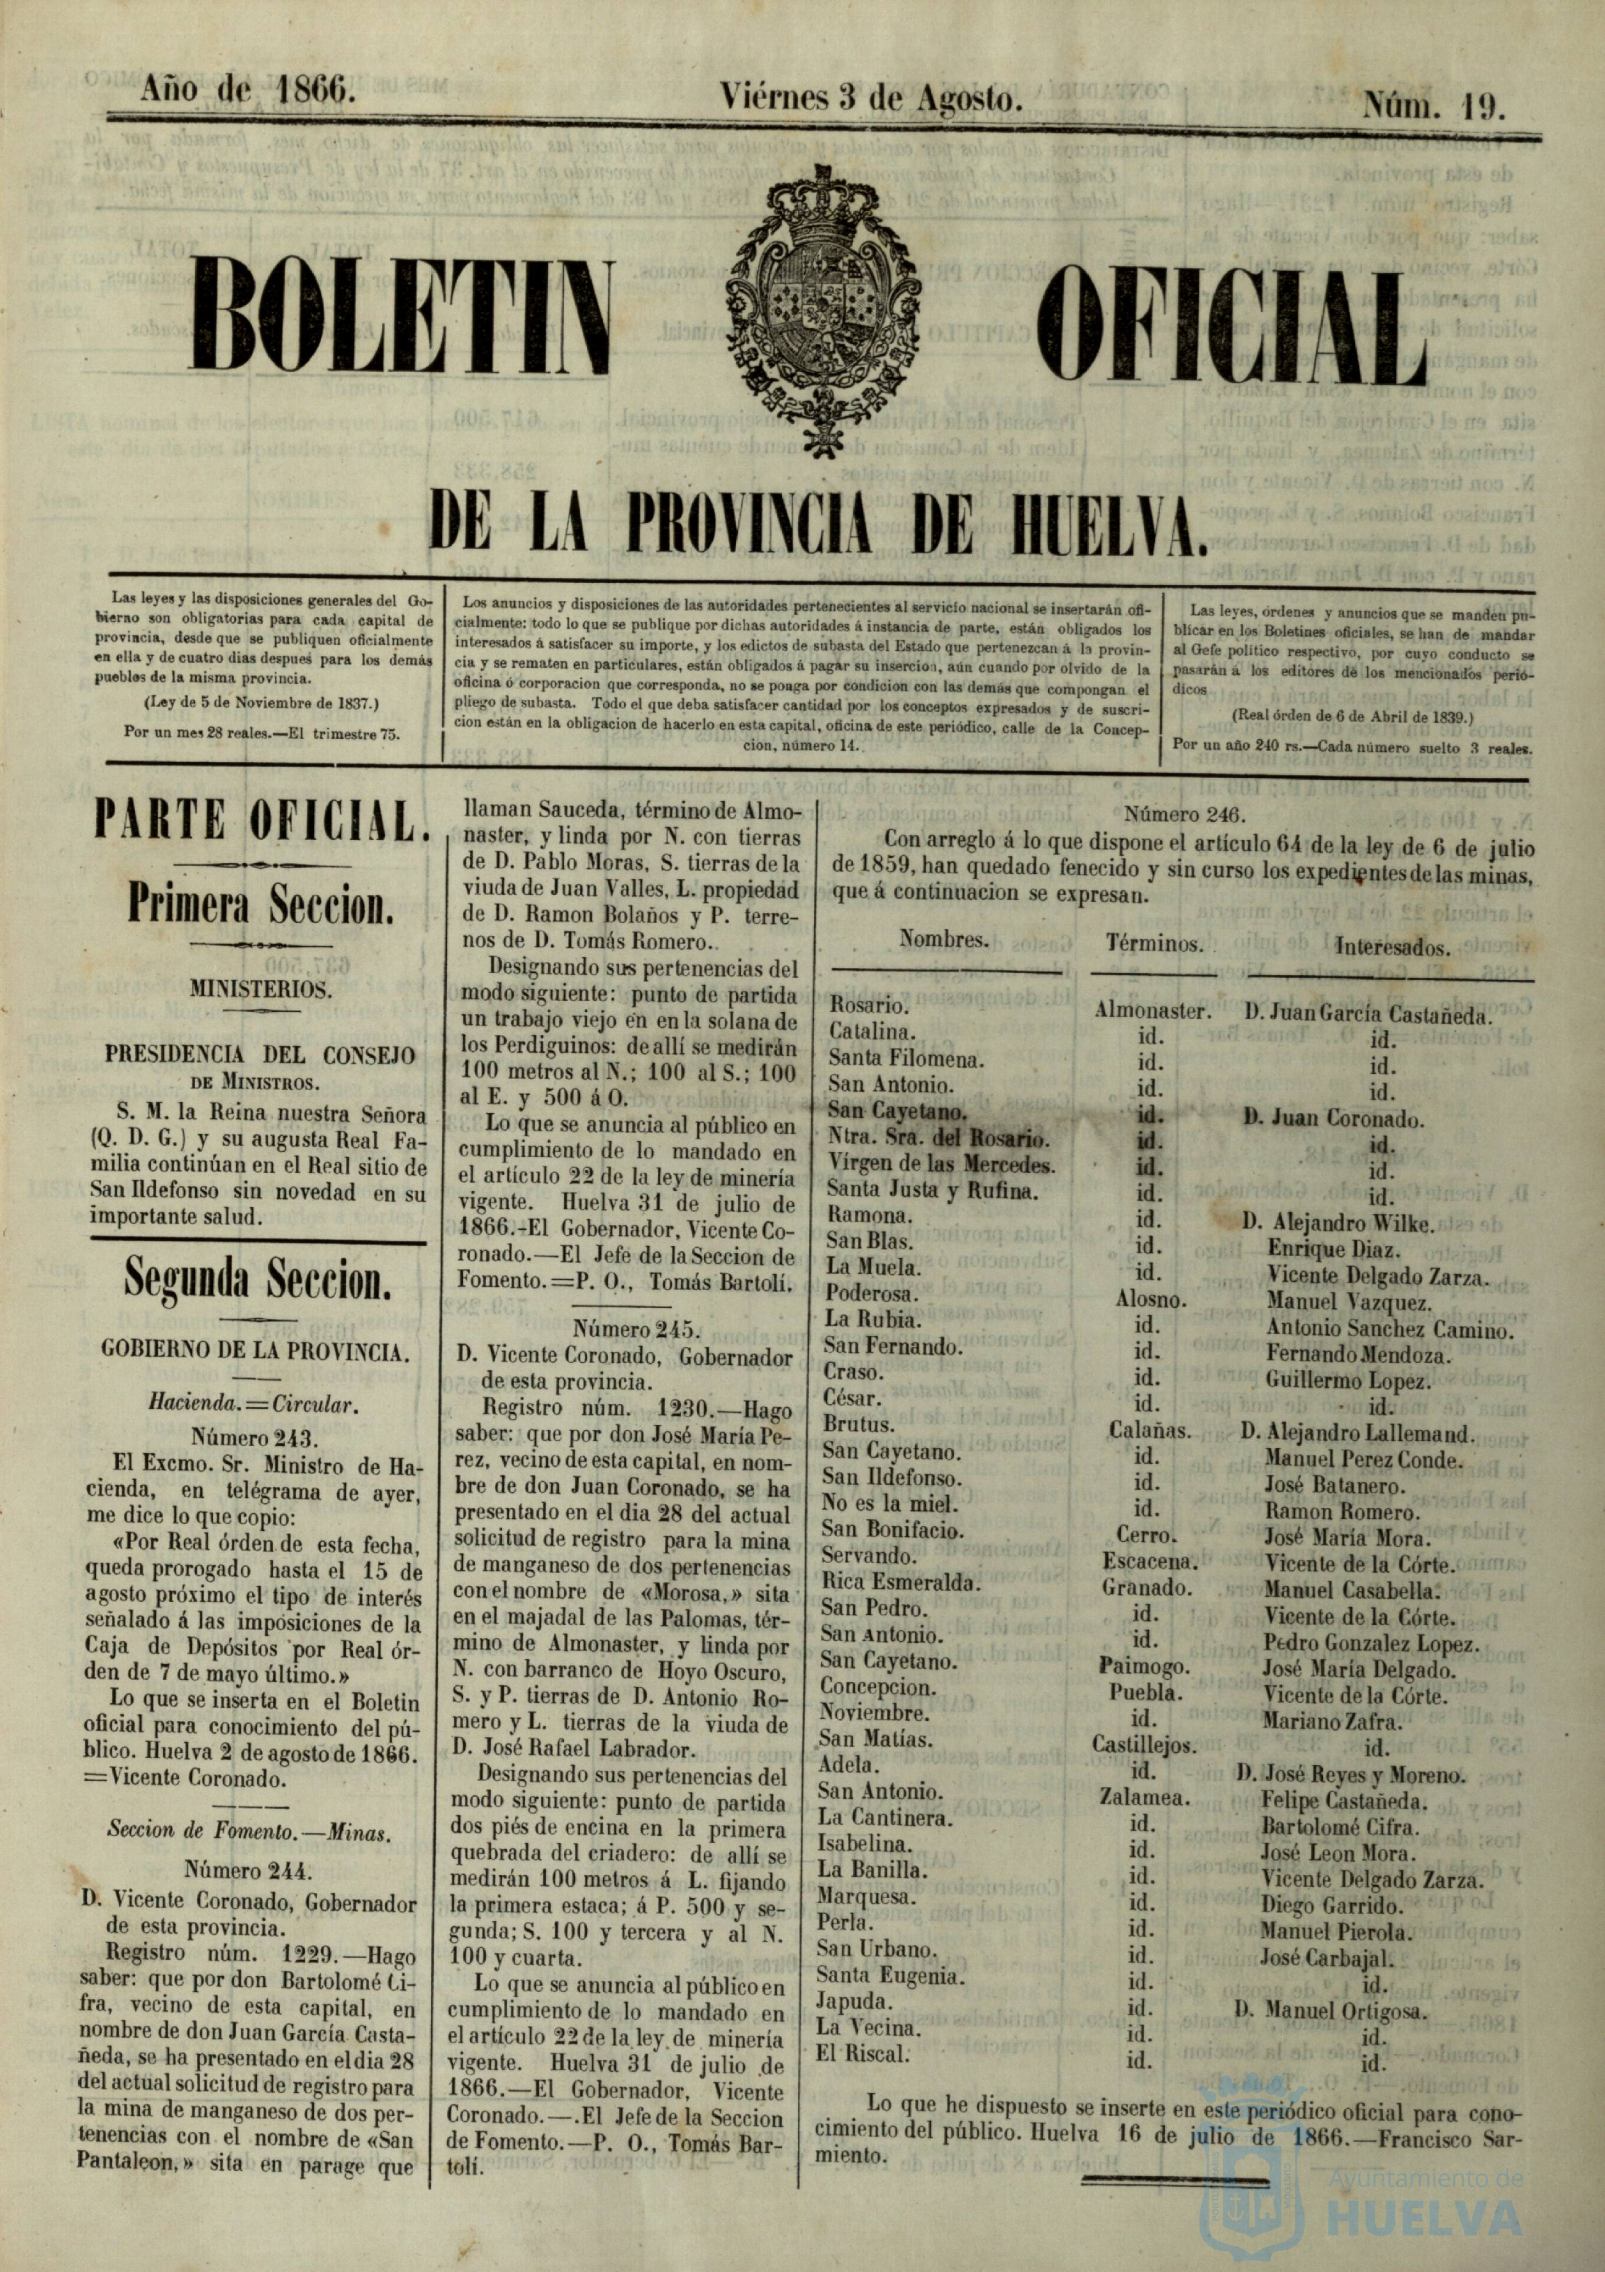 Año de 1866.
Viérnes 3 de Agosto.
Núm. 19.
BOLETIN OFICIAL
DE LA PROVINCIA DE HUELVA.
Las leyes y las disposiciones generales del Go-
bierno son obligatorias para cada capital de
provincia, desde que se publiquen oficialmente
en ella y de cuatro dias despues para los demás
pueblos de la misma provincia.
(Ley de 5 de Noviembre de 1837.)
Por un mes 28 reales.—El trimestre 75.
Los anuncios y disposiciones de las autoridades pertenecientes al servicio nacional se insertarán ofi-
cialmente: todo lo que se publique por dichas autoridades á instancia de parte, están obligados los
interesados á satisfacer su importe, y los edictos de subasta del Estado que pertenezcan á la provin-
cia y se rematen en particulares, están obligados á pagar su insercion, aún cuando por olvido de la
oficina ó corporacion que corresponda, no se ponga por condicion con las demás que compongan el
pliego de subasta. Todo el que deba satisfacer cantidad por los conceptos expresados y de suscri-
cion están en la obligacion de hacerlo en esta capital, oficina de este periódico, calle de la Concep-
cion, número 14.
Las leyes, órdenes y anuncios que se manden pu-
blicar en los Boletines oficiales, se han de mandar
al Gefe político respectivo, por cuyo conducto se
pasarán á los editores de los mencionados perió-
dicos
(Real órden de 6 de Abril de 1839.)
Por un año 240 rs.—Cada número suelto 3 reales.
PARTE OFICIAL.
Primera Seccion.
MINISTERIOS.
PRESIDENCIA DEL CONSEJO
DE MINISTROS.
S. M. la Reina nuestra Señora
(Q. D. G.) y su augusta Real Fa-
milia continúan en el Real sitio de
San Ildefonso sin novedad en su
importante salud.
Segunda Seccion.
GOBIERNO DE LA PROVINCIA.
Hacienda.=Circular.
Número 243.
El Excmo. Sr. Ministro de Ha-
cienda, en telégrama de ayer,
me dice lo que copio:
«Por Real órden de esta fecha,
queda prorogado hasta el 15 de
agosto próximo el tipo de interés
señalado á las imposiciones de la
Caja de Depósitos por Real ór-
den de 7 de mayo último.»
Lo que se inserta en el Boletin
oficial para conocimiento del pú-
blico. Huelva 2 de agosto de 1866.
=Vicente Coronado.
Seccion de Fomento.—Minas.
Número 244.
D. Vicente Coronado, Gobernador
de esta provincia.
Registro núm. 1229.—Hago
saber: que por don Bartolomé Ci-
fra, vecino de esta capital, en
nombre de don Juan García Casta-
ñeda, se ha presentado en el dia 28
del actual solicitud de registro para
la mina de manganeso de dos per-
tenencias con el nombre de «San
Pantaleon,» sita en parage que
llaman Sauceda, término de Almo-
naster, y linda por N. con tierras
de D. Pablo Moras, S. tierras de la
viuda de Juan Valles, L. propiedad
de D. Ramon Bolaños y P. terre-
nos de D. Tomás Romero.
Designando sus pertenencias del
modo siguiente: punto de partida
un trabajo viejo en en la solana de
los Perdiguinos: de allí se medirán
100 metros al N.; 100 al S.; 100
al E. y 500 á O.
Lo que se anuncia al público en
cumplimiento de lo mandado en
el artículo 22 de la ley de minería
vigente. Huelva 31 de julio de
1866.-El Gobernador, Vicente Co-
ronado.—El Jefe de la Seccion de
Fomento.=P. O., Tomás Bartolí.
Número 245.
D. Vicente Coronado, Gobernador
de esta provincia.
Registro núm. 1230.—Hago
saber: que por don José María Pe-
rez, vecino de esta capital, en nom-
bre de don Juan Coronado, se ha
presentado en el dia 28 del actual
solicitud de registro para la mina
de manganeso de dos pertenencias
con el nombre de «Morosa,» sita
en el majadal de las Palomas, tér-
mino de Almonaster, y linda por
N. con barranco de Hoyo Oscuro,
S. y P. tierras de D. Antonio Ro-
mero y L. tierras de la viuda de
D. José Rafael Labrador.
Designando sus pertenencias del
modo siguiente: punto de partida
dos piés de encina en la primera
quebrada del criadero: de allí se
medirán 100 metros á L. fijando
la primera estaca; á P. 500 y se-
gunda; S. 100 y tercera y al N.
100 y cuarta.
Lo que se anuncia al público en
cumplimiento de lo mandado en
el artículo 22 de la ley de minería
vigente. Huelva 31 de julio de
1866.—El Gobernador, Vicente
Coronado.—.El Jefe de la Seccion
de Fomento.—P. O., Tomás Bar-
tolí.
Número 246.
Con arreglo á lo que dispone el artículo 64 de la ley de 6 de julio
de 1859, han quedado fenecido y sin curso los expedientes de las minas,
que á continuacion se expresan.
Nombres. Términos. Interesados.
Rosario. Almonaster. D. Juan García Castañeda.
Catalina. id. id.
Santa Filomena. id. id.
San Antonio. id. id.
San Cayetano. id. D. Juan Coronado.
Ntra. Sra. del Rosario. id. id.
Vírgen de las Mercedes. id. id.
Santa Justa y Rufina. id. id.
Ramona. id. D. Alejandro Wilke.
San Blas. id. Enrique Diaz.
La Muela. id. Vicente Delgado Zarza.
Poderosa. Alosno. Manuel Vazquez.
La Rubia. id. Antonio Sanchez Camino.
San Fernando. id. Fernando Mendoza.
Craso. id. Guillermo Lopez.
César. id. id.
Brutus. Calañas. D. Alejandro Lallemand.
San Cayetano. id. Manuel Perez Conde.
San Ildefonso. id. José Batanero.
No es la miel. id. Ramon Romero.
San Bonifacio. Cerro. José María Mora.
Servando. Escacena. Vicente de la Córte.
Rica Esmeralda. Granado. Manuel Casabella.
San Pedro. id. Vicente de la Córte.
San Antonio. id. Pedro Gonzalez Lopez.
San Cayetano. Paimogo. José María Delgado.
Concepcion. Puebla. Vicente de la Córte.
Noviembre. id. Mariano Zafra.
San Matías. Castillejos. id.
Adela. id. D. José Reyes y Moreno.
San Antonio. Zalamea. Felipe Castañeda.
La Cantinera. id. Bartolomé Cifra.
Isabelina. id. José Leon Mora.
La Banilla. id. Vicente Delgado Zarza.
Marquesa. id. Diego Garrido.
Perla. id. Manuel Pierola.
San Urbano. id. José Carbajal.
Santa Eugenia. id. id.
Japuda. id. D. Manuel Ortigosa.
La Vecina. id. id.
El Riscal. id. id.
Lo que he dispuesto se inserte en este periódico oficial para cono-
cimiento del público. Huelva 16 de julio de 1866.—Francisco Sar-
miento.
Ayuntamiento de
HUELVA